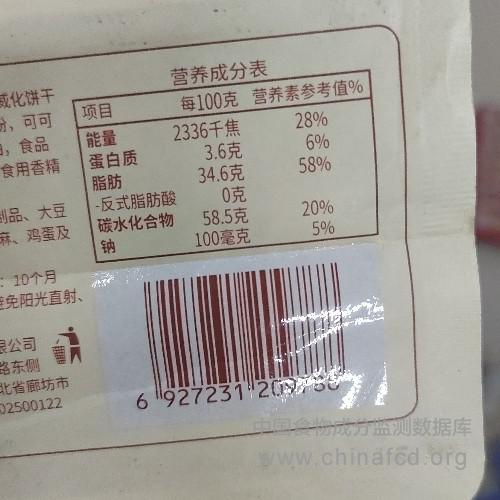 营养成分表
项目 每100克 营养素参考值%
能量 2336千焦 28%
蛋白质 3.6克 6%
脂肪 34.6克 58%
-反式脂肪酸 0克
碳水化合物 58.5克 20%
钠 100毫克 5%
威化饼干
粉，可可
，食品
食用香精
制品、大豆
麻、鸡蛋及
：10个月
避免阳光直射、
限公司
路东侧
北省廊坊市
02500122
6 927231
中国食物成分监测数据库
www.chinafcd.org